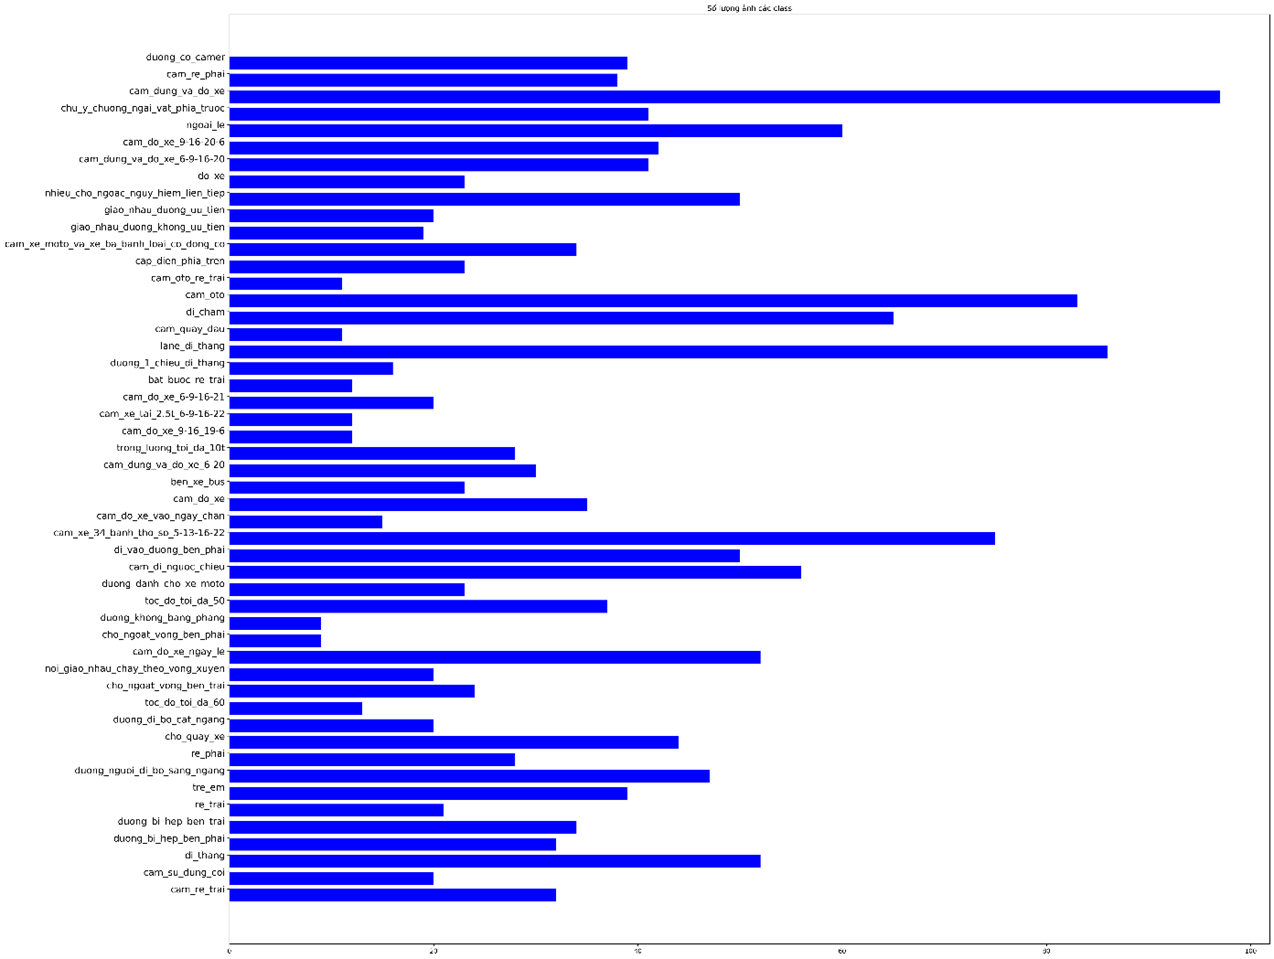 Số lượng ảnh các class
duong_co_camer
cam_re_phai
cam_dung_va_do_xe
chu_y_chuong_ngai_vat_phia_truoc
ngoai_le
cam_do_xe_9-16-20-6
cam_dung_va_do_xe_6-9-16-20
do_xe
nhieu_cho_ngoac_nguy_hiem_lien_tiep
giao_nhau_duong_uu_tien
giao_nhau_duong_khong_uu_tien
cam_xe_moto_va_xe_ba_banh_loai_co_dong_co
cap_dien_phia_tren
cam_oto_re_trai
cam_oto
di_cham
cam_quay_dau
lane_di_thang
duong_1_chieu_di_thang
bat_buoc_re_trai
cam_do_xe_6-9-16-21
cam_xe_tai_2.5t_6-9-16-22
cam_do_xe_9-16_19-6
trong_luong_toi_da_10t
cam_dung_va_do_xe_6-20
ben_xe_bus
cam_do_xe
cam_do_xe_vao_ngay_chan
cam_xe_34_banh_tho_so_5-13-16-22
di_vao_duong_ben_phai
cam_di_nguoc_chieu
duong_danh_cho_xe_moto
toc_do_toi_da_50
duong_khong_bang_phang
cho_ngoat_vong_ben_phai
cam_do_xe_ngay_le
noi_giao_nhau_chay_theo_vong_xuyen
cho_ngoat_vong_ben_trai
toc_do_toi_da_60
duong_di_bo_cat_ngang
cho_quay_xe
re_phai
duong_nguoi_di_bo_sang_ngang
tre_em
re_trai
duong_bi_hep_ben_trai
duong_bi_hep_ben_phai
di_thang
cam_su_dung_coi
cam_re_trai
0 20 40 60 80 100